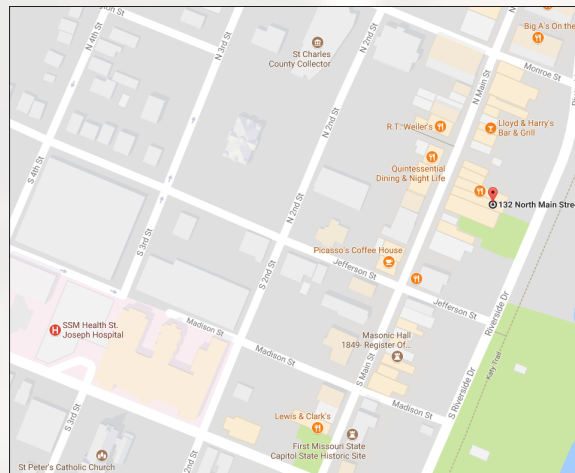 Big A's On the
N 4th St
N 3rd St
St Charles
County Collector
N 2nd St
N Main St
Monroe St
R.T. Weiler's
Lloyd & Harry's
Bar & Grill
Quintessential
Dining & Night Life
S 4th St
132 North Main Stree
N 2nd St
S 3rd St
Picasso's Coffee House
Jefferson St
S 2nd St
Jefferson St
Riverside Dr
SSM Health St.
Joseph Hospital
H
Madison St
Masonic Hall
1849- Register Of...
Madison St
S Main St
Katy Trail
Madison St
S Riverside Dr
Lewis & Clark's
S 3rd St
First Missouri State
Capitol State Historic Site
2nd St
St Peter's Catholic Church